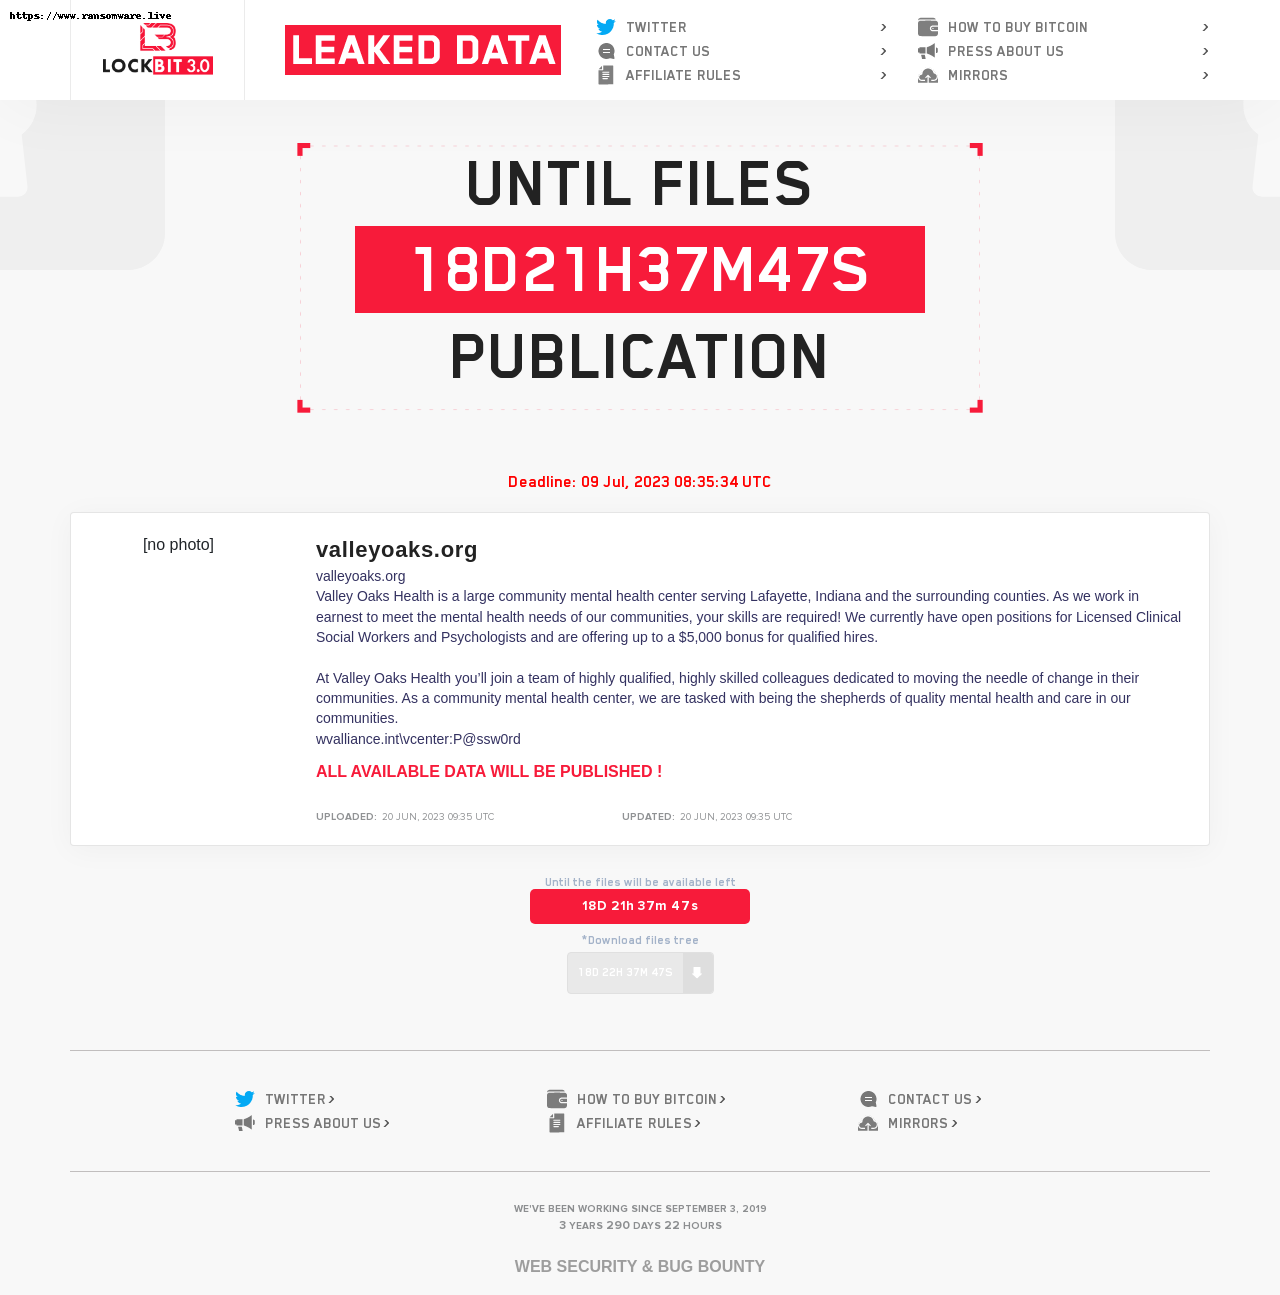 https://www.ransomware.live
LOCKBIT 3.0
LEAKED DATA
TWITTER
CONTACT US
AFFILIATE RULES
HOW TO BUY BITCOIN
PRESS ABOUT US
MIRRORS
UNTIL FILES
18D21H37M47S
PUBLICATION
Deadline: 09 Jul, 2023 08:35:34 UTC
[no photo]
valleyoaks.org
valleyoaks.org
Valley Oaks Health is a large community mental health center serving Lafayette, Indiana and the surrounding counties. As we work in
earnest to meet the mental health needs of our communities, your skills are required! We currently have open positions for Licensed Clinical
Social Workers and Psychologists and are offering up to a $5,000 bonus for qualified hires.
At Valley Oaks Health you’ll join a team of highly qualified, highly skilled colleagues dedicated to moving the needle of change in their
communities. As a community mental health center, we are tasked with being the shepherds of quality mental health and care in our
communities.
wvalliance.int\vcenter:P@ssw0rd
ALL AVAILABLE DATA WILL BE PUBLISHED !
UPLOADED: 20 JUN, 2023 09:35 UTC
UPDATED: 20 JUN, 2023 09:35 UTC
Until the files will be available left
18D 21h 37m 47s
*Download files tree
18D 22H 37M 47S
TWITTER
HOW TO BUY BITCOIN
CONTACT US
PRESS ABOUT US
AFFILIATE RULES
MIRRORS
WE'VE BEEN WORKING SINCE SEPTEMBER 3, 2019
3 YEARS 290 DAYS 22 HOURS
WEB SECURITY & BUG BOUNTY